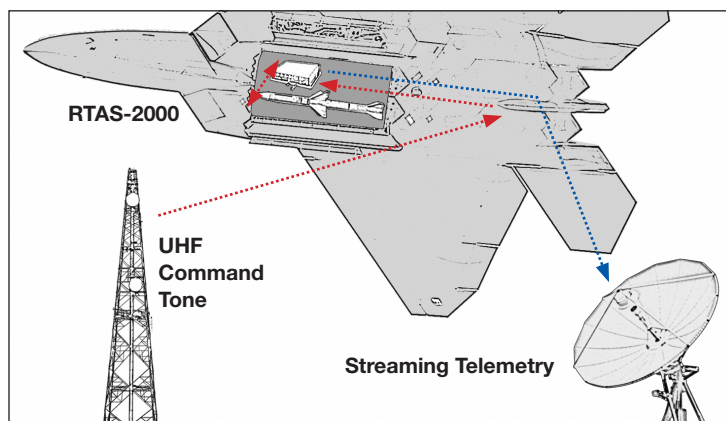 RTAS-2000
UHF
Command
Tone
Streaming Telemetry